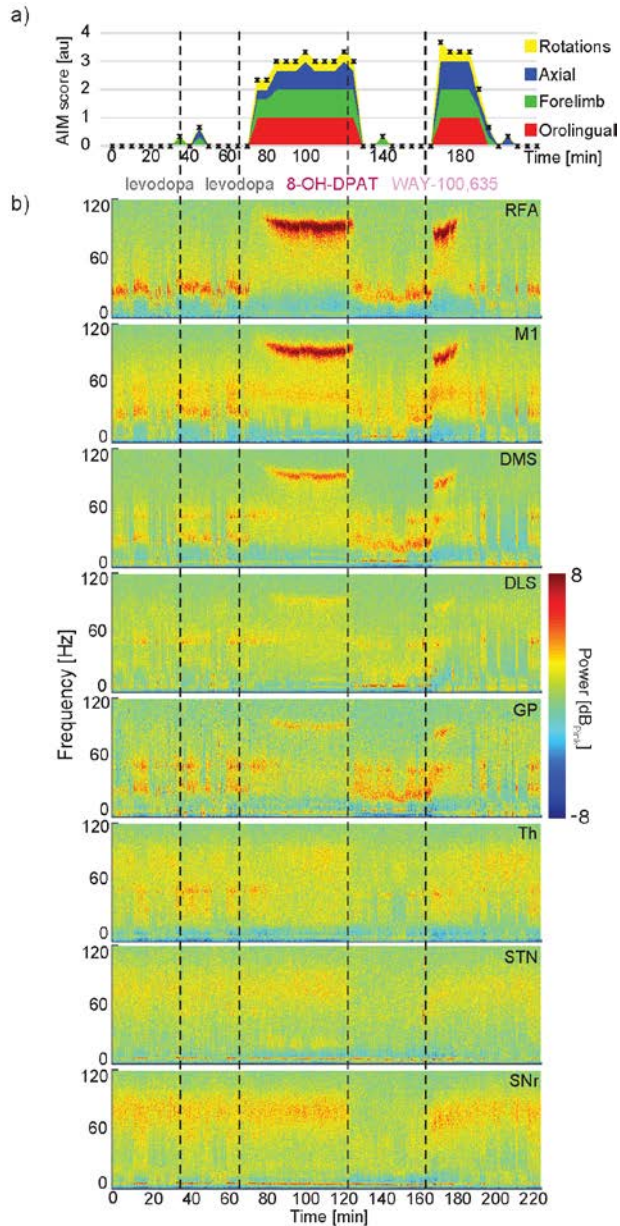 a)
4
3
2
1
0
AIM score [au]
Rotations
Axial
Forelimb
Orolingual
0 20 40 60 80 100 140 180
Time [min]
levodopa levodopa 8-OH-DPAT WAY-100,635
b)
120
60
0
RFA
120
60
0
M1
120
60
0
DMS
120
60
0
DLS
120
60
0
GP
120
60
0
Th
120
60
0
STN
120
60
0
SNr
Frequency [Hz]
8
-8
Power [dBPink]
0 20 40 60 80 100 120 140 160 180 200 220
Time [min]